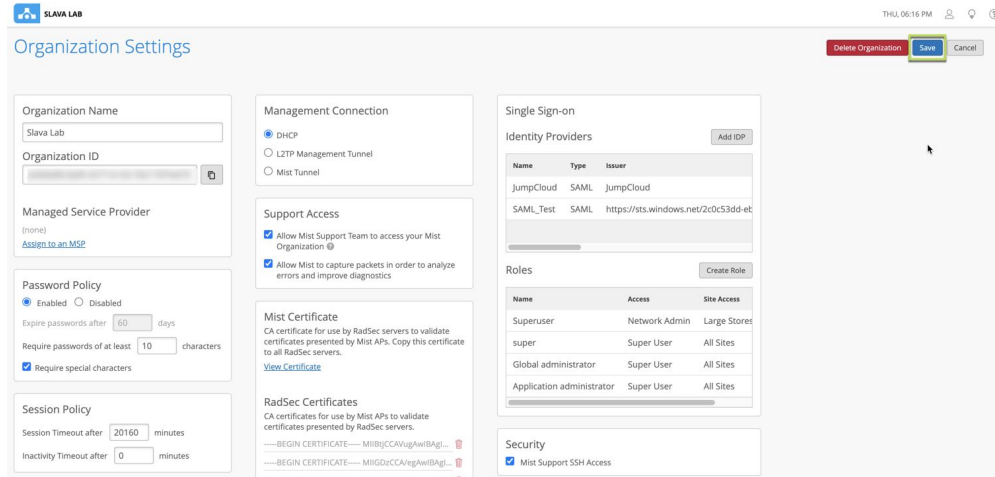 SLAVA LAB
THU, 06:16 PM
Organization Settings
Delete Organization
Save
Cancel
Organization Name
Slava Lab
Organization ID
Managed Service Provider
(none)
Assign to an MSP
Password Policy
Enabled
Disabled
Expire passwords after 60 days
Require passwords of at least 10 characters
Require special characters
Session Policy
Session Timeout after 20160 minutes
Inactivity Timeout after 0 minutes
Management Connection
DHCP
L2TP Management Tunnel
Mist Tunnel
Support Access
Allow Mist Support Team to access your Mist
Organization
Allow Mist to capture packets in order to analyze
errors and improve diagnostics
Mist Certificate
CA certificate for use by RadSec servers to validate
certificates presented by Mist APIs. Copy this certificate
to all RadSec servers.
View Certificate
RadSec Certificates
CA certificates for use by Mist APIs to validate
certificates presented by RadSec servers.
-----BEGIN CERTIFICATE----- MIIBtjCCAVugAwIBAgI...
-----BEGIN CERTIFICATE----- MIIGDzCCA/egAwIBAgI...
Single Sign-on
Identity Providers
Add IDP
Name Type Issuer
JumpCloud SAML JumpCloud
SAML_Test SAML https://sts.windows.net/2c0c53dd-eb
Roles
Create Role
Name Access Site Access
Superuser Network Admin Large Stores
super Super User All Sites
Global administrator Super User All Sites
Application administrator Super User All Sites
Security
Mist Support SSH Access